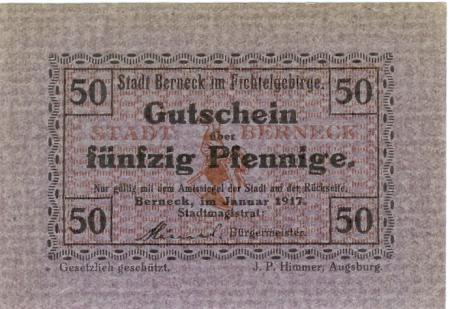 50 Stadt Berneck im Fichtelgebirge. 50
Gutschein
über
STADT BERNECK
fünfzig Pfennige.
Nur gültig mit dem Amtssiegel der Stadt auf der Rückseite.
Berneck, im Januar 1917.
Stadtmagistrat:
50 Bürgermeister. 50
Gesetzlich geschützt. J. P. Himmer, Augsburg.